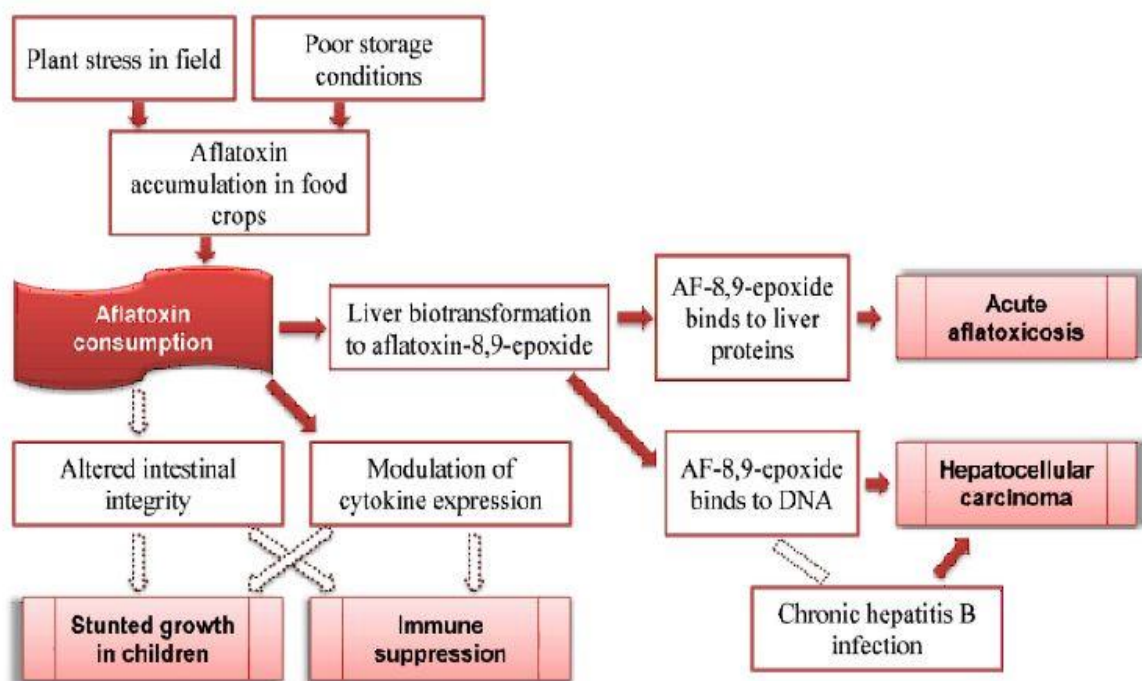 Plant stress in field
Poor storage
conditions
Aflatoxin
accumulation in food
crops
Aflatoxin
consumption
Liver biotransformation
to aflatoxin-8,9-epoxide
AF-8,9-epoxide
binds to liver
proteins
Acute
aflatoxicosis
Altered intestinal
integrity
Modulation of
cytokine expression
AF-8,9-epoxide
binds to DNA
Hepatocellular
carcinoma
Stunted growth
in children
Immune
suppression
Chronic hepatitis B
infection